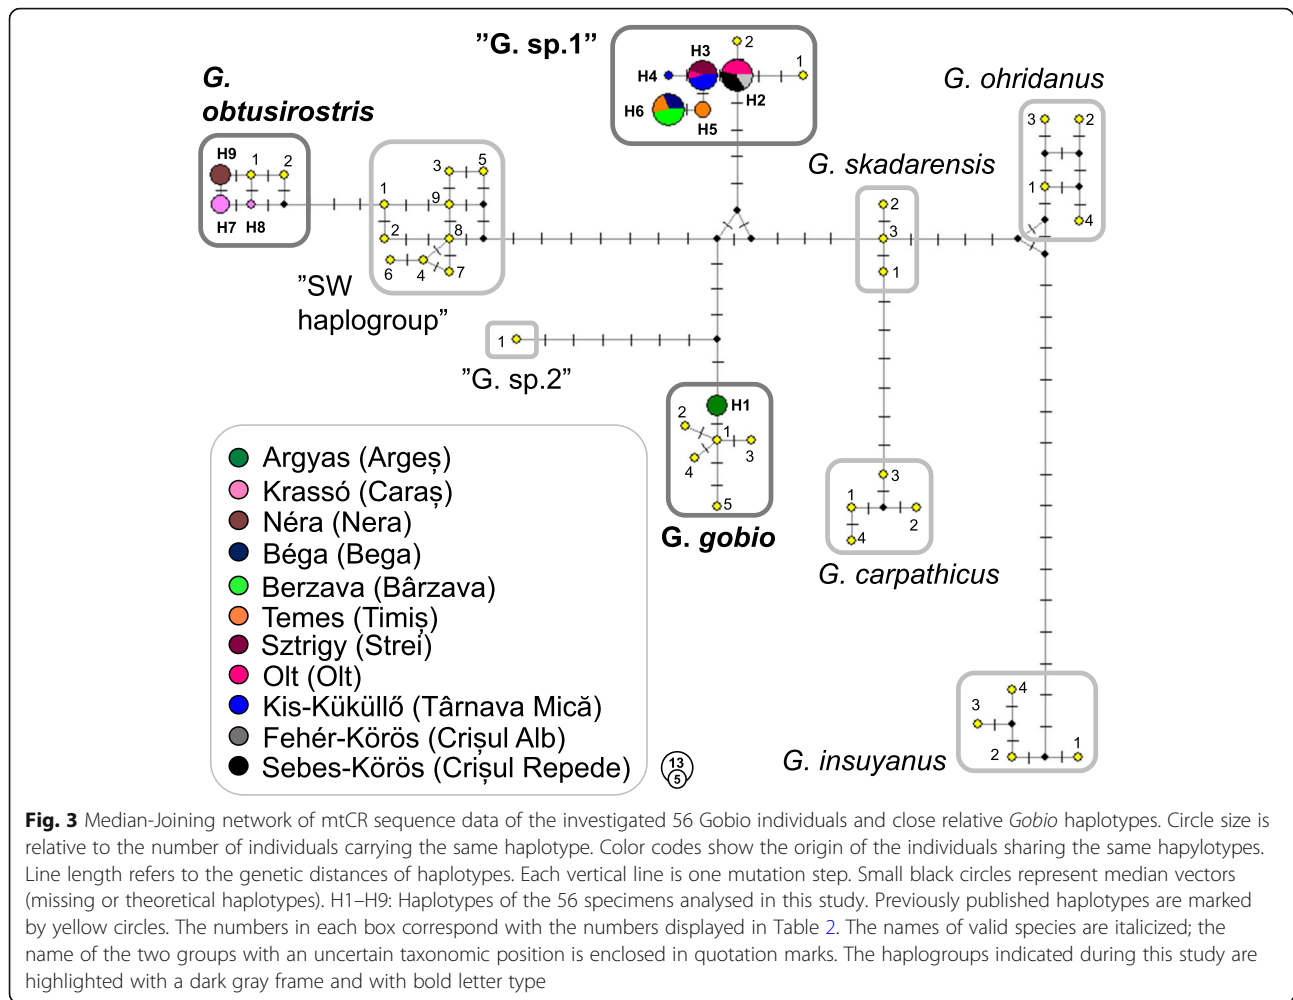 "G. sp.1"
H3
2
H4
1
H2
H6
H5
G. ohridanus
3
2
1
4
G.
obtusirostris
H9
1
2
H7
H8
3
5
1
9
2
8
6
4
7
"SW
haplogroup"
G. skadarensis
2
3
1
1
"G. sp.2"
H1
2
1
3
4
5
G. gobio
3
1
2
4
G. carpathicus
4
3
2
1
G. insuyanus
Argyas (Argeș)
Krassó (Caraș)
Néra (Nera)
Béga (Bega)
Berzava (Bârzava)
Temes (Timiș)
Sztrigy (Strei)
Olt (Olt)
Kis-Küküllő (Târnava Mică)
Fehér-Körös (Crișul Alb)
Sebes-Körös (Crișul Repede)
13
5
Fig. 3 Median-Joining network of mtCR sequence data of the investigated 56 Gobio individuals and close relative Gobio haplotypes. Circle size is
relative to the number of individuals carrying the same haplotype. Color codes show the origin of the individuals sharing the same hapylotypes.
Line length refers to the genetic distances of haplotypes. Each vertical line is one mutation step. Small black circles represent median vectors
(missing or theoretical haplotypes). H1–H9: Haplotypes of the 56 specimens analysed in this study. Previously published haplotypes are marked
by yellow circles. The numbers in each box correspond with the numbers displayed in Table 2. The names of valid species are italicized; the
name of the two groups with an uncertain taxonomic position is enclosed in quotation marks. The haplogroups indicated during this study are
highlighted with a dark gray frame and with bold letter type